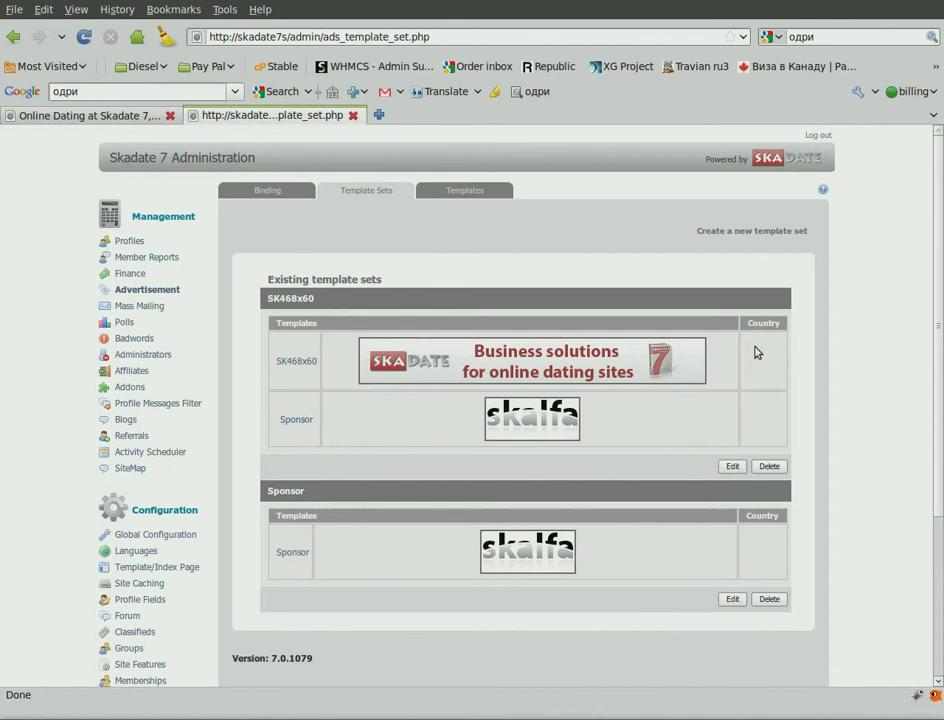 File Edit View History Bookmarks Tools Help
http://skadate7s/admin/ads_template_set.php одри
Most Visited Diesel Pay Pal Stable WHMCS - Admin Su... Order inbox Republic XG Project Travian ru3 Виза в Канаду | Ра...
Google одри Search Translate одри billing
Online Dating at Skadate 7,... http://skadate...plate_set.php
Log out
Skadate 7 Administration Powered by SKADATE
Binding Template Sets Templates
Management
Create a new template set
Profiles
Member Reports
Finance
Advertisement
Mass Mailing
Polls
Badwords
Administrators
Affiliates
Addons
Profile Messages Filter
Blogs
Referrals
Activity Scheduler
SiteMap
Configuration
Global Configuration
Languages
Template/Index Page
Site Caching
Profile Fields
Forum
Classifieds
Groups
Site Features
Memberships
Existing template sets
SK468x60
Templates Country
SK468x60 SKADATE Business solutions for online dating sites 7
Sponsor skalfa
Edit Delete
Sponsor
Templates Country
Sponsor skalfa
Edit Delete
Version: 7.0.1079
Done